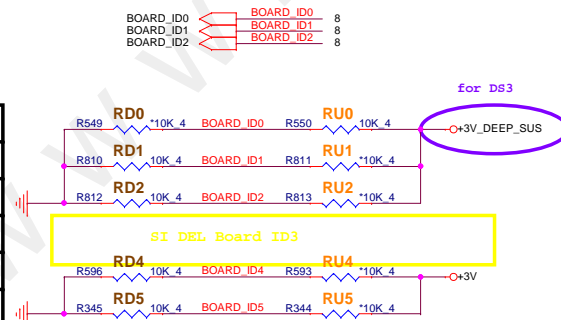 BOARD_ID0 BOARD_ID0 8
BOARD_ID1 BOARD_ID1 8
BOARD_ID2 BOARD_ID2 8
for DS3
RD0 RU0
R549 *10K_4 BOARD_ID0 R550 10K_4 +3V_DEEP_SUS
RD1 RU1
R810 10K_4 BOARD_ID1 R811 *10K_4
RD2 RU2
R812 10K_4 BOARD_ID2 R813 *10K_4
SI DEL Board ID3
RD4 RU4
R596 10K_4 BOARD_ID4 R593 *10K_4 +3V
RD5 RU5
R345 10K_4 BOARD_ID5 R344 *10K_4